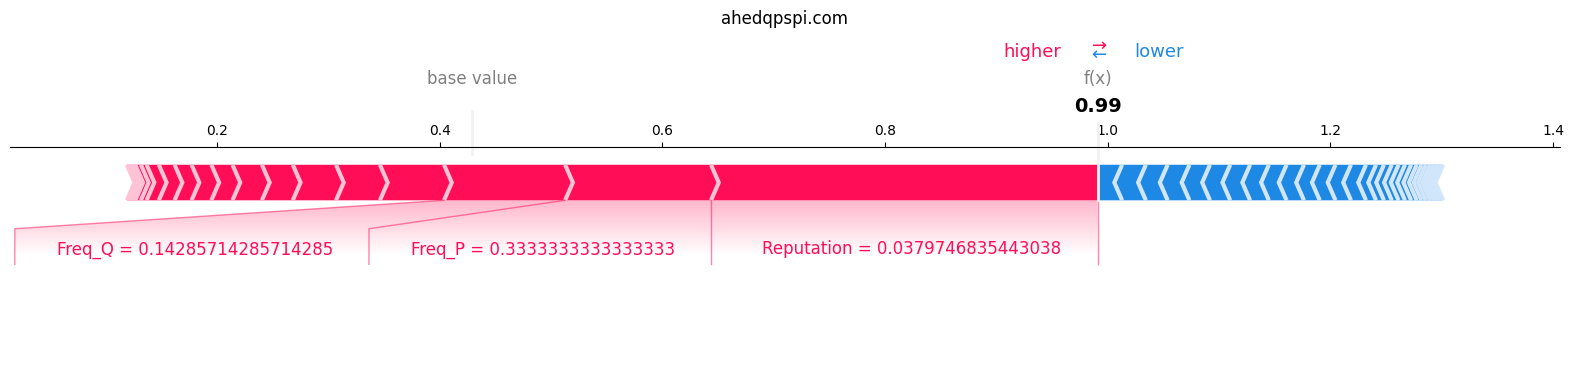 ahedqpspi.com
higher → ← lower
base value f(x)
0.99
0.2 0.4 0.6 0.8 1.0 1.2 1.4
Freq_Q = 0.14285714285714285 Freq_P = 0.3333333333333333 Reputation = 0.0379746835443038